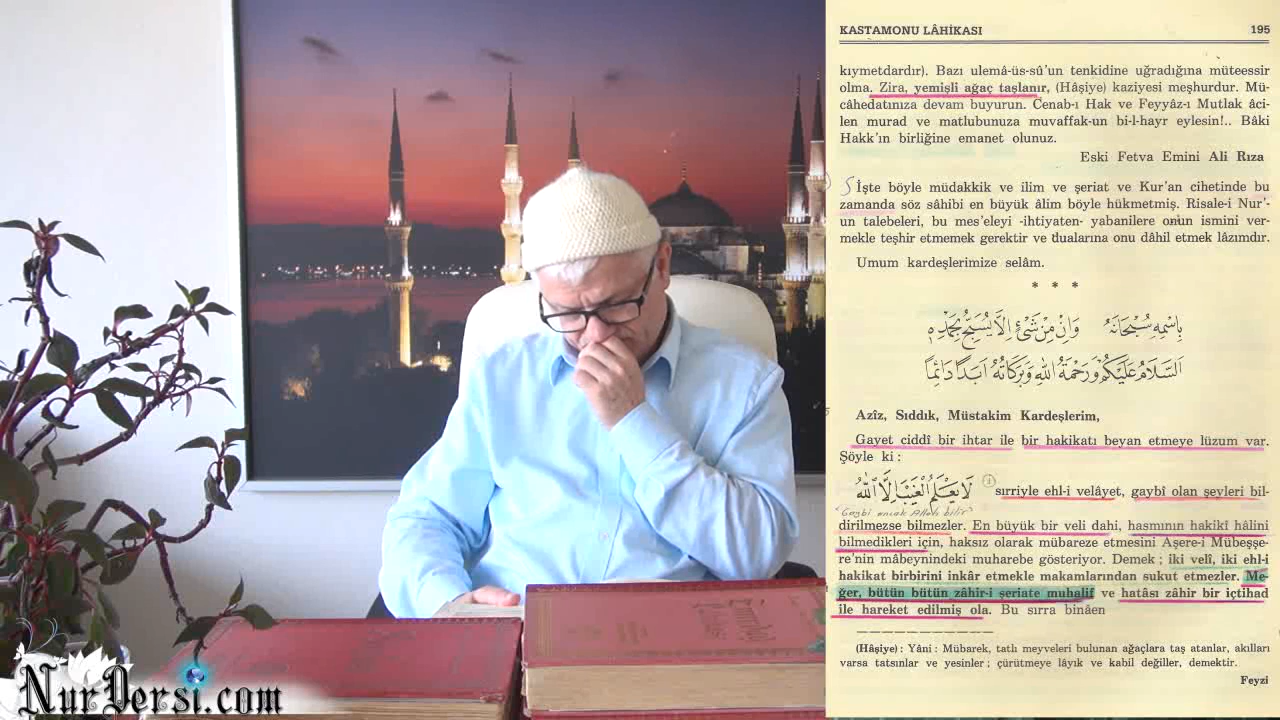 KASTAMONU LÂHİKASI 195
kıymetdardır). Bazı ulemâ-üs-sû'un tenkidine uğradığına müteessir
olma. Zira, yemişli ağaç taşlanır, (Hâşiye) kaziyesi meşhurdur. Mü-
câhedatınıza devam buyurun. Cenab-ı Hak ve Feyyâz-ı Mutlak âci-
len murad ve matlubunuza muvaffak-un bi-l-hayr eylesin!.. Bâki
Hakk'ın birliğine emanet olunuz.
Eski Fetva Emini Ali Rıza
İşte böyle müdakkik ve ilim ve şeriat ve Kur'an cihetinde bu
zamanda söz sâhibi en büyük âlim böyle hükmetmiş. Risale-i Nur'-
un talebeleri, bu mes'eleyi -ihtiyaten- yabanilere onun ismini ver-
mekle teşhir etmemek gerektir ve dualarına onu dâhil etmek lâzımdır.
Umum kardeşlerimize selâm.
* * *
بِاسْمِهِ سُبْحَانَهُ وَاِنْ مِنْ شَىْءٍ اِلَّا يُسَبِّحُ بِحَمْدِهِ
اَلسَّلَامُ عَلَيْكُمْ وَرَحْمَةُ اللّٰهِ وَبَرَكَاتُهُ اَبَدًا دَائِمًا
Azîz, Sıddık, Müstakim Kardeşlerim,
Gayet ciddî bir ihtar ile bir hakikatı beyan etmeye lüzum var.
Şöyle ki :
لَا يَعْلَمُ الْغَيْبَ اِلَّا اللّٰهُ sırriyle ehl-i velâyet, gaybî olan şeyleri bil-
Gaybı ancak Allah bilir
dirilmezse bilmezler. En büyük bir veli dahi, hasmının hakikî hâlini
bilmedikleri için, haksız olarak mübareze etmesini Aşere-i Mübeşşe-
re'nin mâbeynindeki muharebe gösteriyor. Demek ; iki velî, iki ehl-i
hakikat birbirini inkâr etmekle makamlarından sukut etmezler. Me-
ğer, bütün bütün zâhir-i şeriate muhalif ve hatâsı zâhir bir içtihad
ile hareket edilmiş ola. Bu sırra binâen
(Hâşiye) : Yâni : Mübarek, tatlı meyveleri bulunan ağaçlara taş atanlar, akılları
varsa tatsınlar ve yesinler ; çürütmeye lâyık ve kabil değiller, demektir.
Feyzi
NurDersi.com